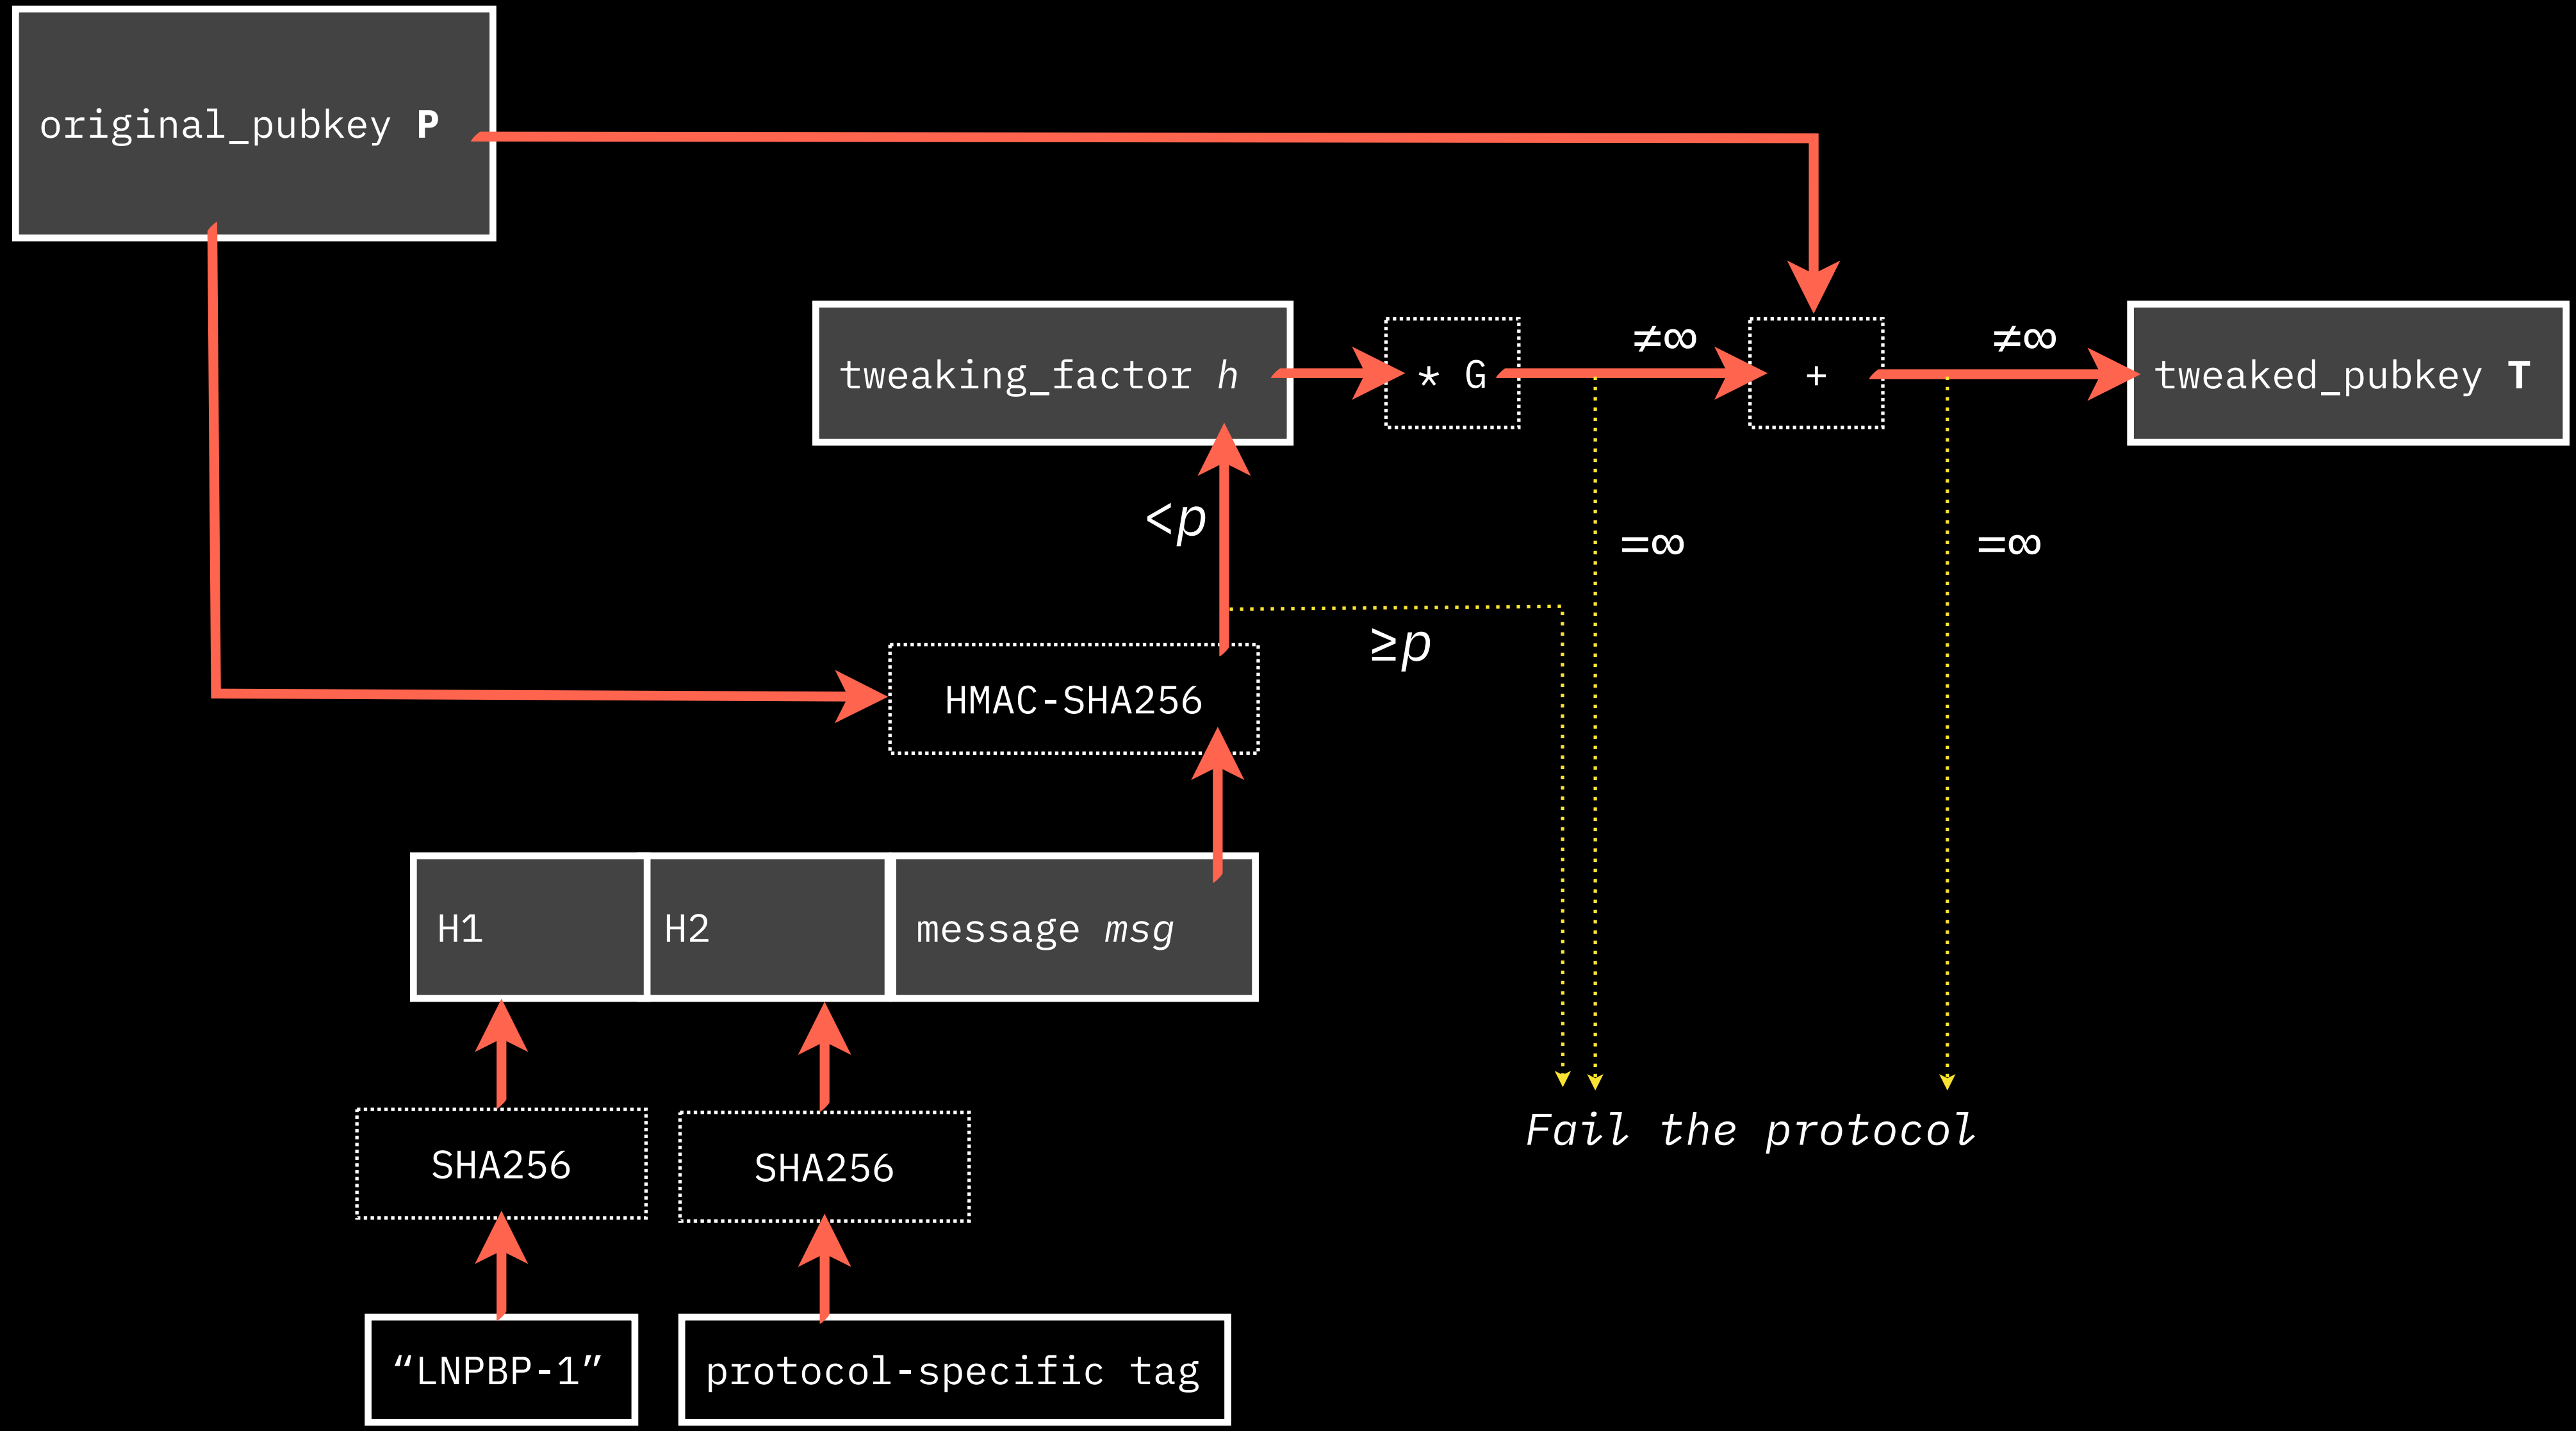 original_pubkey P
tweaking_factor h
* G
≠∞
+
≠∞
tweaked_pubkey T
<p
=∞
=∞
≥p
HMAC-SHA256
H1
H2
message msg
Fail the protocol
SHA256
SHA256
“LNPBP-1”
protocol-specific tag